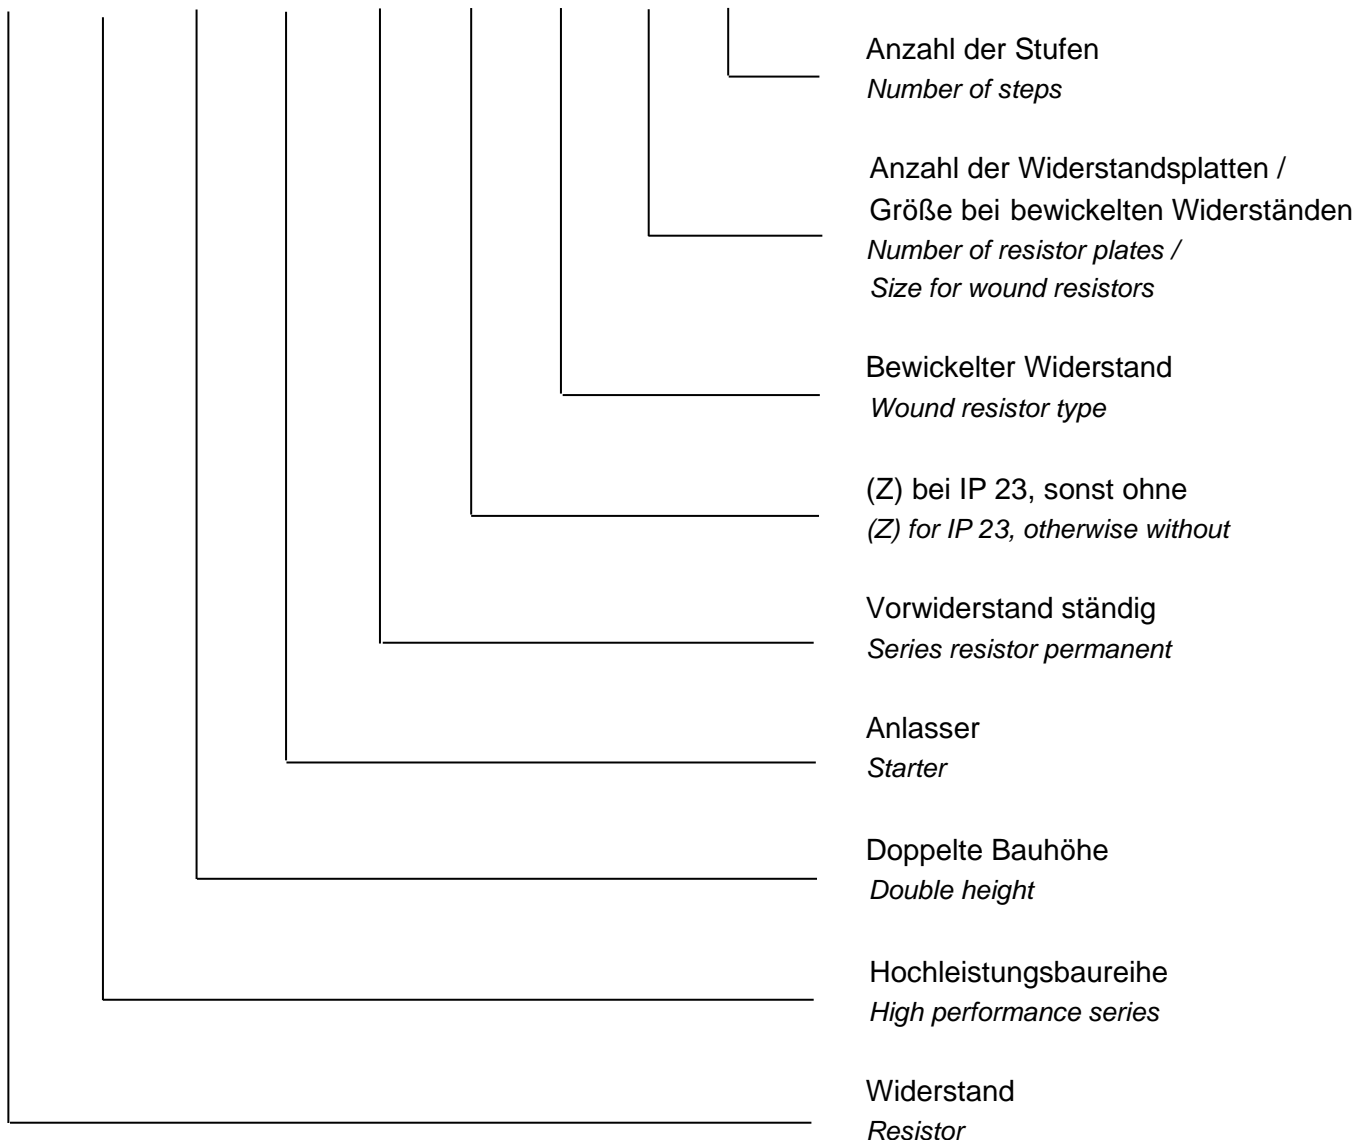 Anzahl der Stufen
Number of steps
Anzahl der Widerstandsplatten /
Größe bei bewickelten Widerständen
Number of resistor plates /
Size for wound resistors
Bewickelter Widerstand
Wound resistor type
(Z) bei IP 23, sonst ohne
(Z) for IP 23, otherwise without
Vorwiderstand ständig
Series resistor permanent
Anlasser
Starter
Doppelte Bauhöhe
Double height
Hochleistungsbaureihe
High performance series
Widerstand
Resistor